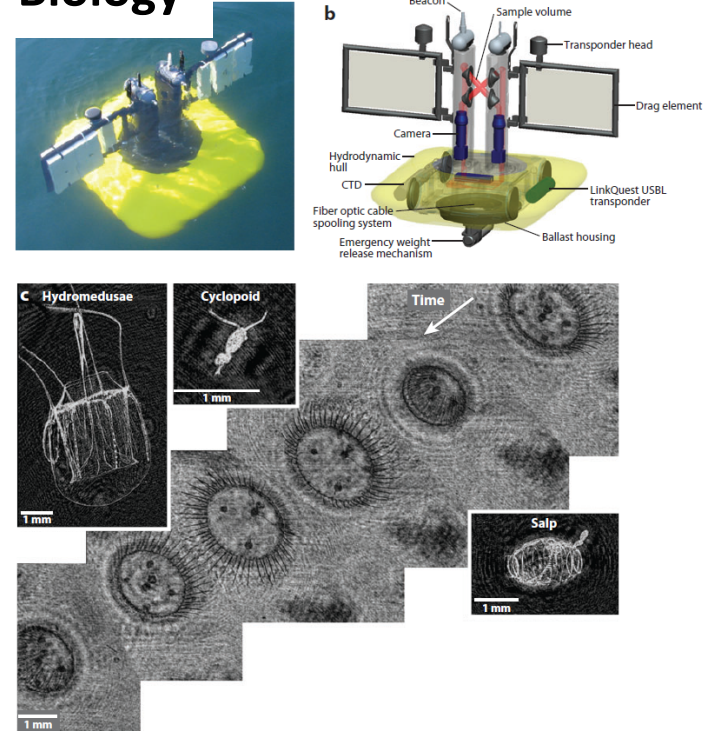 Biology
b
Beacon
Sample volume
Transponder head
Drag element
Camera
Hydrodynamic
hull
CTD
LinkQuest USBL
transponder
Fiber optic cable
spooling system
Ballast housing
Emergency weight
release mechanism
c Hydromedusae
Cyclopoid
Time
1 mm
1 mm
Salp
1 mm
1 mm